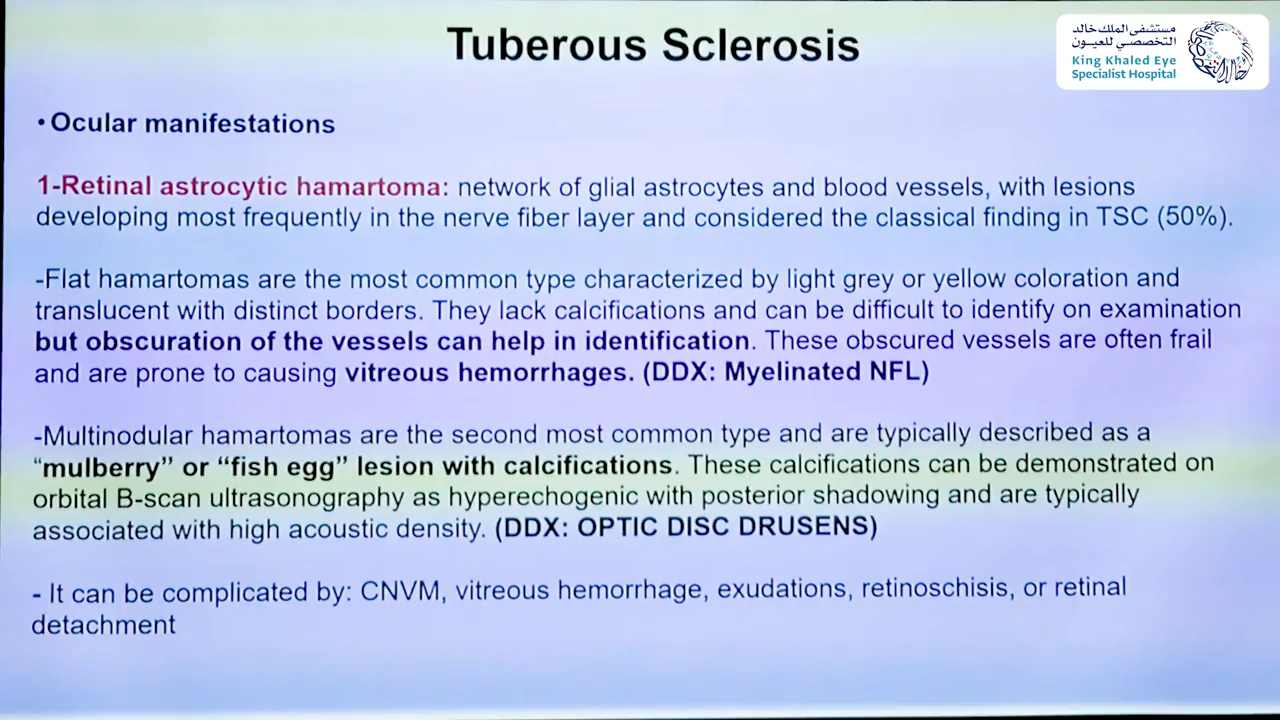 Tuberous Sclerosis
مستشفى الملك خالد
التخصصي للعيون
King Khaled Eye
Specialist Hospital
• Ocular manifestations
1-Retinal astrocytic hamartoma: network of glial astrocytes and blood vessels, with lesions
developing most frequently in the nerve fiber layer and considered the classical finding in TSC (50%).
-Flat hamartomas are the most common type characterized by light grey or yellow coloration and
translucent with distinct borders. They lack calcifications and can be difficult to identify on examination
but obscuration of the vessels can help in identification. These obscured vessels are often frail
and are prone to causing vitreous hemorrhages. (DDX: Myelinated NFL)
-Multinodular hamartomas are the second most common type and are typically described as a
“mulberry” or “fish egg” lesion with calcifications. These calcifications can be demonstrated on
orbital B-scan ultrasonography as hyperechogenic with posterior shadowing and are typically
associated with high acoustic density. (DDX: OPTIC DISC DRUSENS)
- It can be complicated by: CNVM, vitreous hemorrhage, exudations, retinoschisis, or retinal
detachment